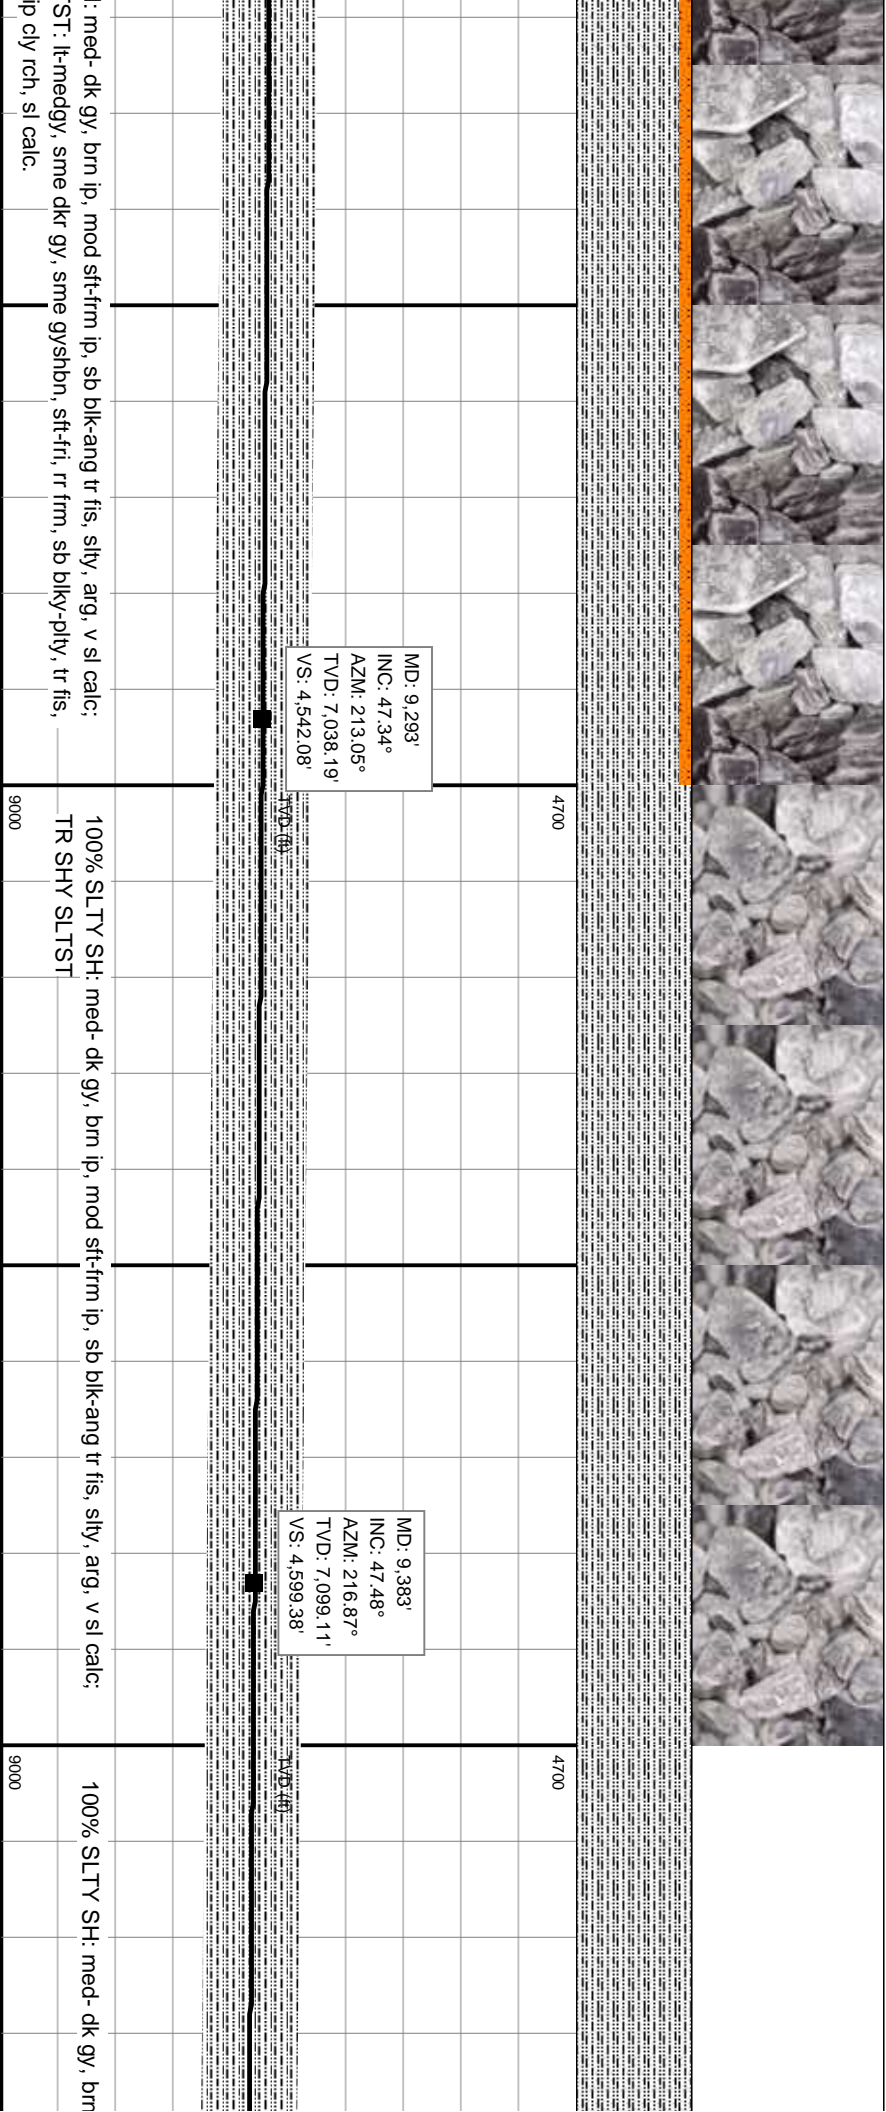 4700
4700
TVD (ft)
TVD (ft)
MD: 9,293'
INC: 47.34°
AZM: 213.05°
TVD: 7,038.19'
VS: 4,542.08'
MD: 9,383'
INC: 47.48°
AZM: 216.87°
TVD: 7,099.11'
VS: 4,599.38'
: med- dk gy, brn ip, mod sft-frm ip, sb blk-ang tr fis, slty, arg, v sl calc;
ST: lt-medgy, sme dkr gy, sme gyshbn, sft-fri, rr frm, sb blky-plty, tr fis,
ip cly rch, sl calc.
100% SLTY SH: med- dk gy, brn ip, mod sft-frm ip, sb blk-ang tr fis, slty, arg, v sl calc;
TR SHY SLTST
100% SLTY SH: med- dk gy, brn
9000
9000